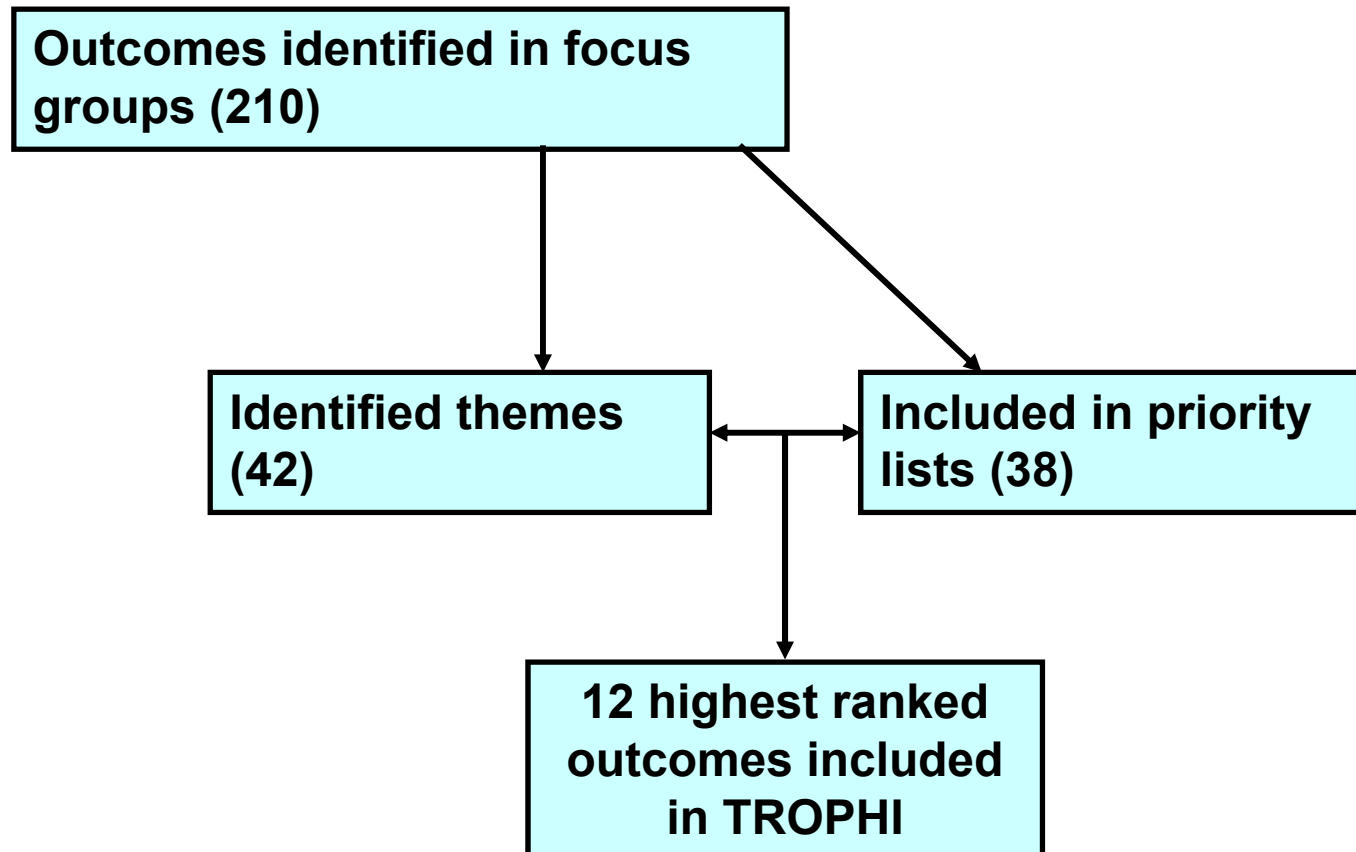 Outcomes identified in focus
groups (210)
Identified themes
(42)
Included in priority
lists (38)
12 highest ranked
outcomes included
in TROPHI